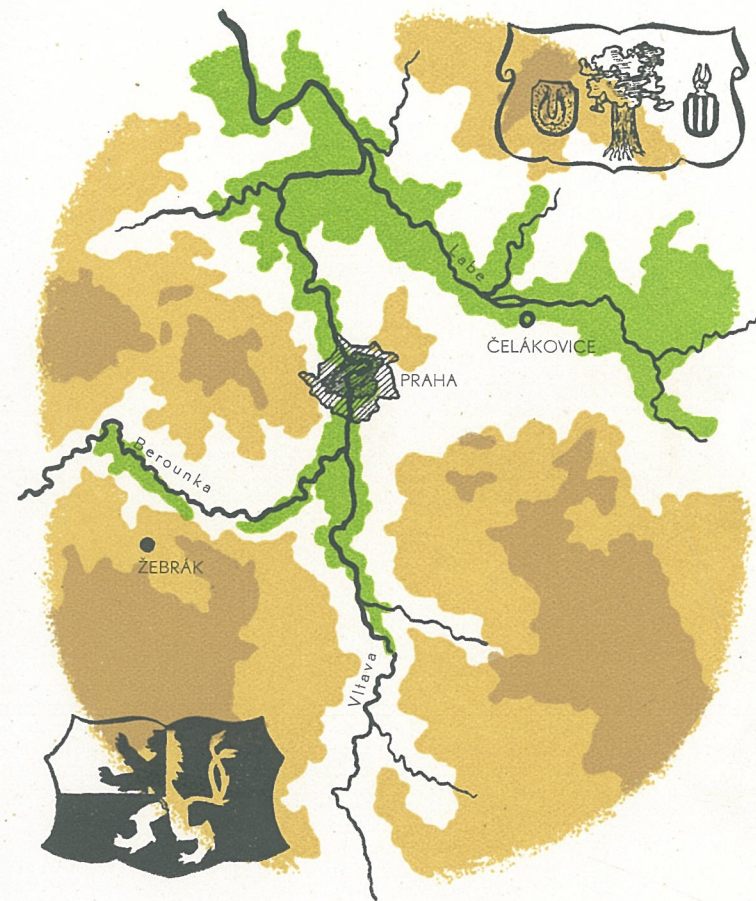 Labe
ČELÁKOVICE
PRAHA
Berounka
ŽEBRÁK
Vltava